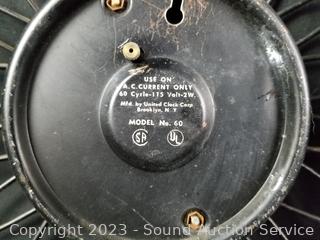 USE ON
A.C. CURRENT ONLY
60 Cycle-115 Volt-2W.
Mfd. by United Clock Corp
Brooklyn, N.Y
MODEL No. 60
SA
UL
Copyright 2023 - Sound Auction Service